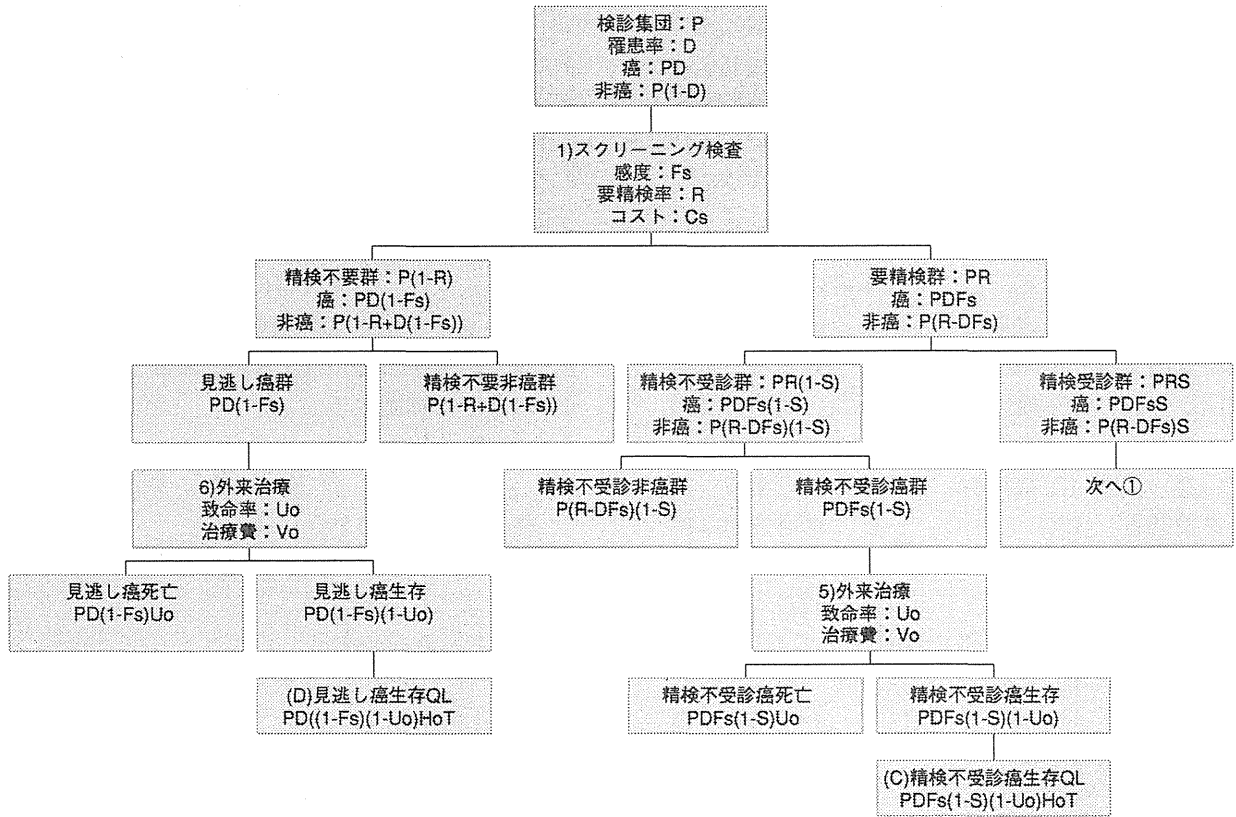 検診集団：P
罹患率：D
癌：PD
非癌：P(1-D)
1)スクリーニング検査
感度：Fs
要精検率：R
コスト：Cs
精検不要群：P(1-R)
癌：PD(1-Fs)
非癌：P(1-R+D(1-Fs))
要精検群：PR
癌：PDFs
非癌：P(R-DFs)
見逃し癌群
PD(1-Fs)
精検不要非癌群
P(1-R+D(1-Fs))
精検不受診群：PR(1-S)
癌：PDFs(1-S)
非癌：P(R-DFs)(1-S)
精検受診群：PRS
癌：PDFsS
非癌：P(R-DFs)S
6)外来治療
致命率：Uo
治療費：Vo
精検不受診非癌群
P(R-DFs)(1-S)
精検不受診癌群
PDFs(1-S)
次へ①
見逃し癌死亡
PD(1-Fs)Uo
見逃し癌生存
PD(1-Fs)(1-Uo)
5)外来治療
致命率：Uo
治療費：Vo
(D)見逃し癌生存QL
PD((1-Fs)(1-Uo)HoT
精検不受診癌死亡
PDFs(1-S)Uo
精検不受診癌生存
PDFs(1-S)(1-Uo)
(C)精検不受診癌生存QL
PDFs(1-S)(1-Uo)HoT